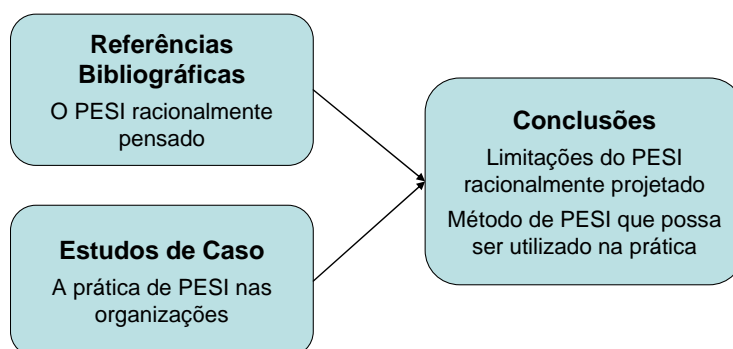 Referências
Bibliográficas
O PESI racionalmente
pensado
Estudos de Caso
A prática de PESI nas
organizações
Conclusões
Limitações do PESI
racionalmente projetado
Método de PESI que possa
ser utilizado na prática